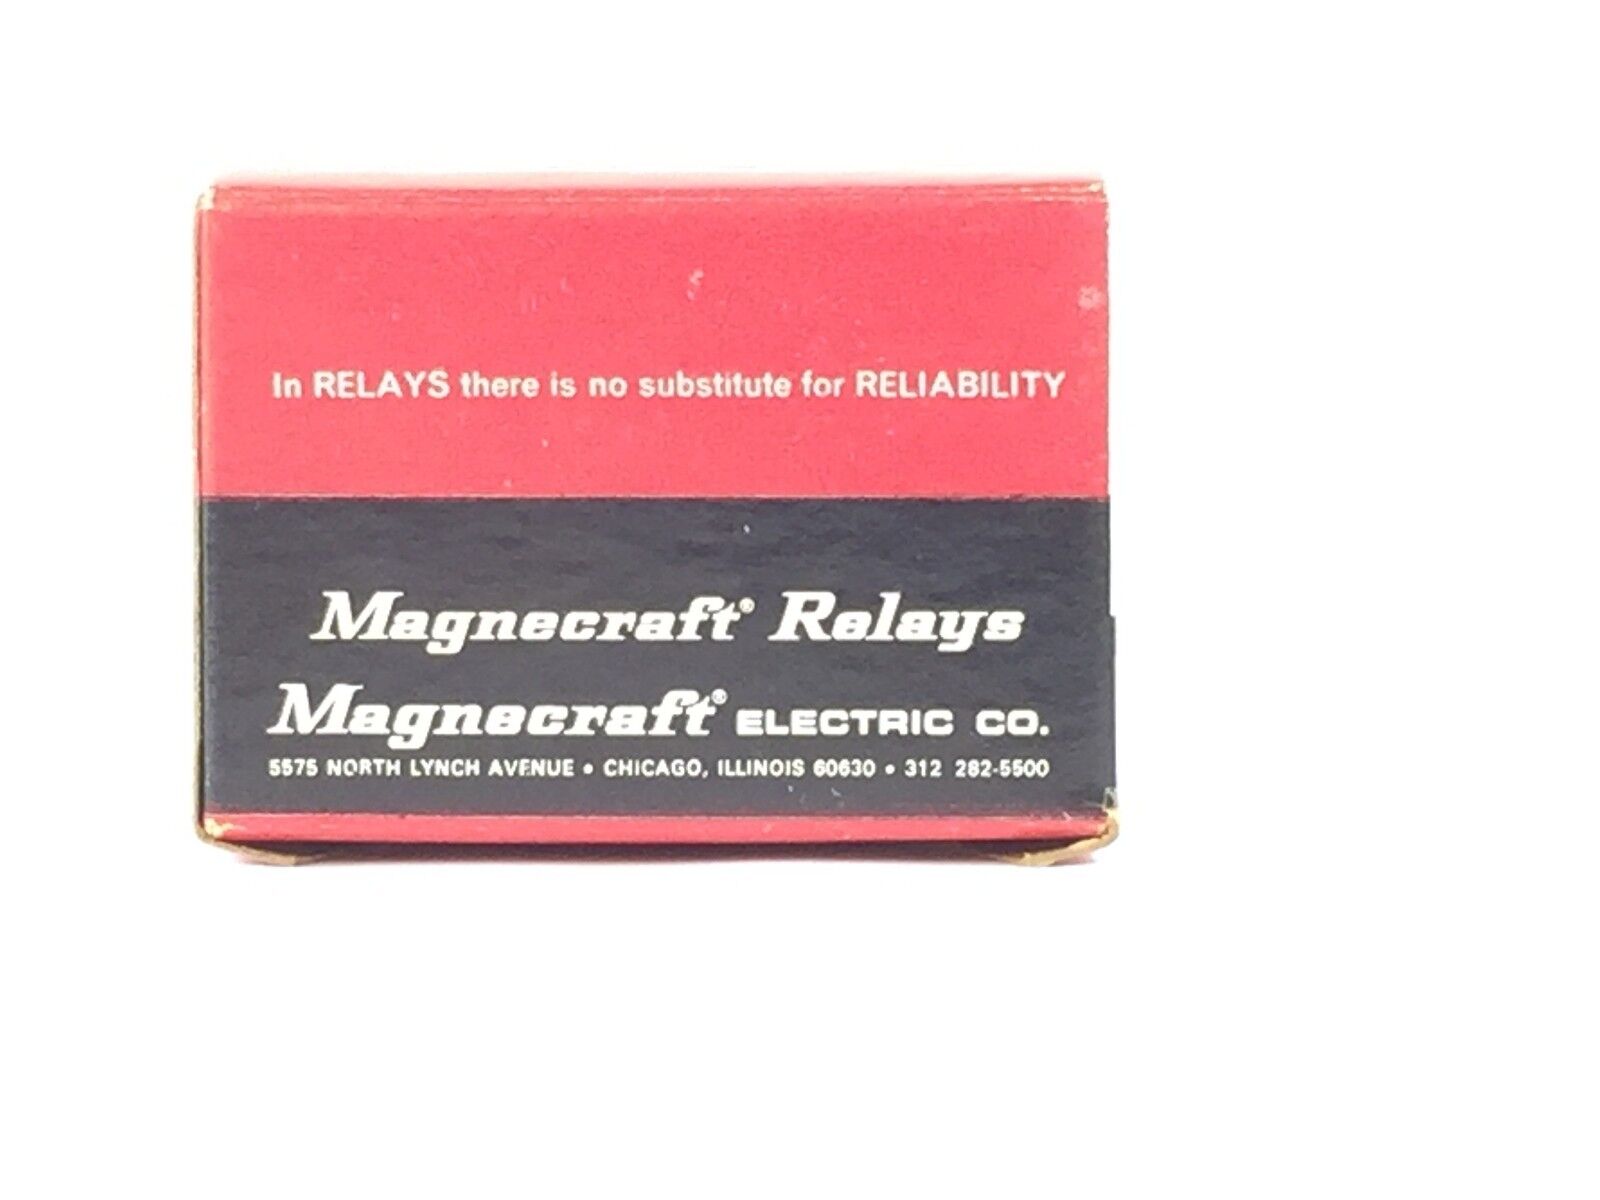 In RELAYS there is no substitute for RELIABILITY
Magnecraft® Relays
Magnecraft® ELECTRIC CO.
5575 NORTH LYNCH AVENUE • CHICAGO, ILLINOIS 60630 • 312 282-5500